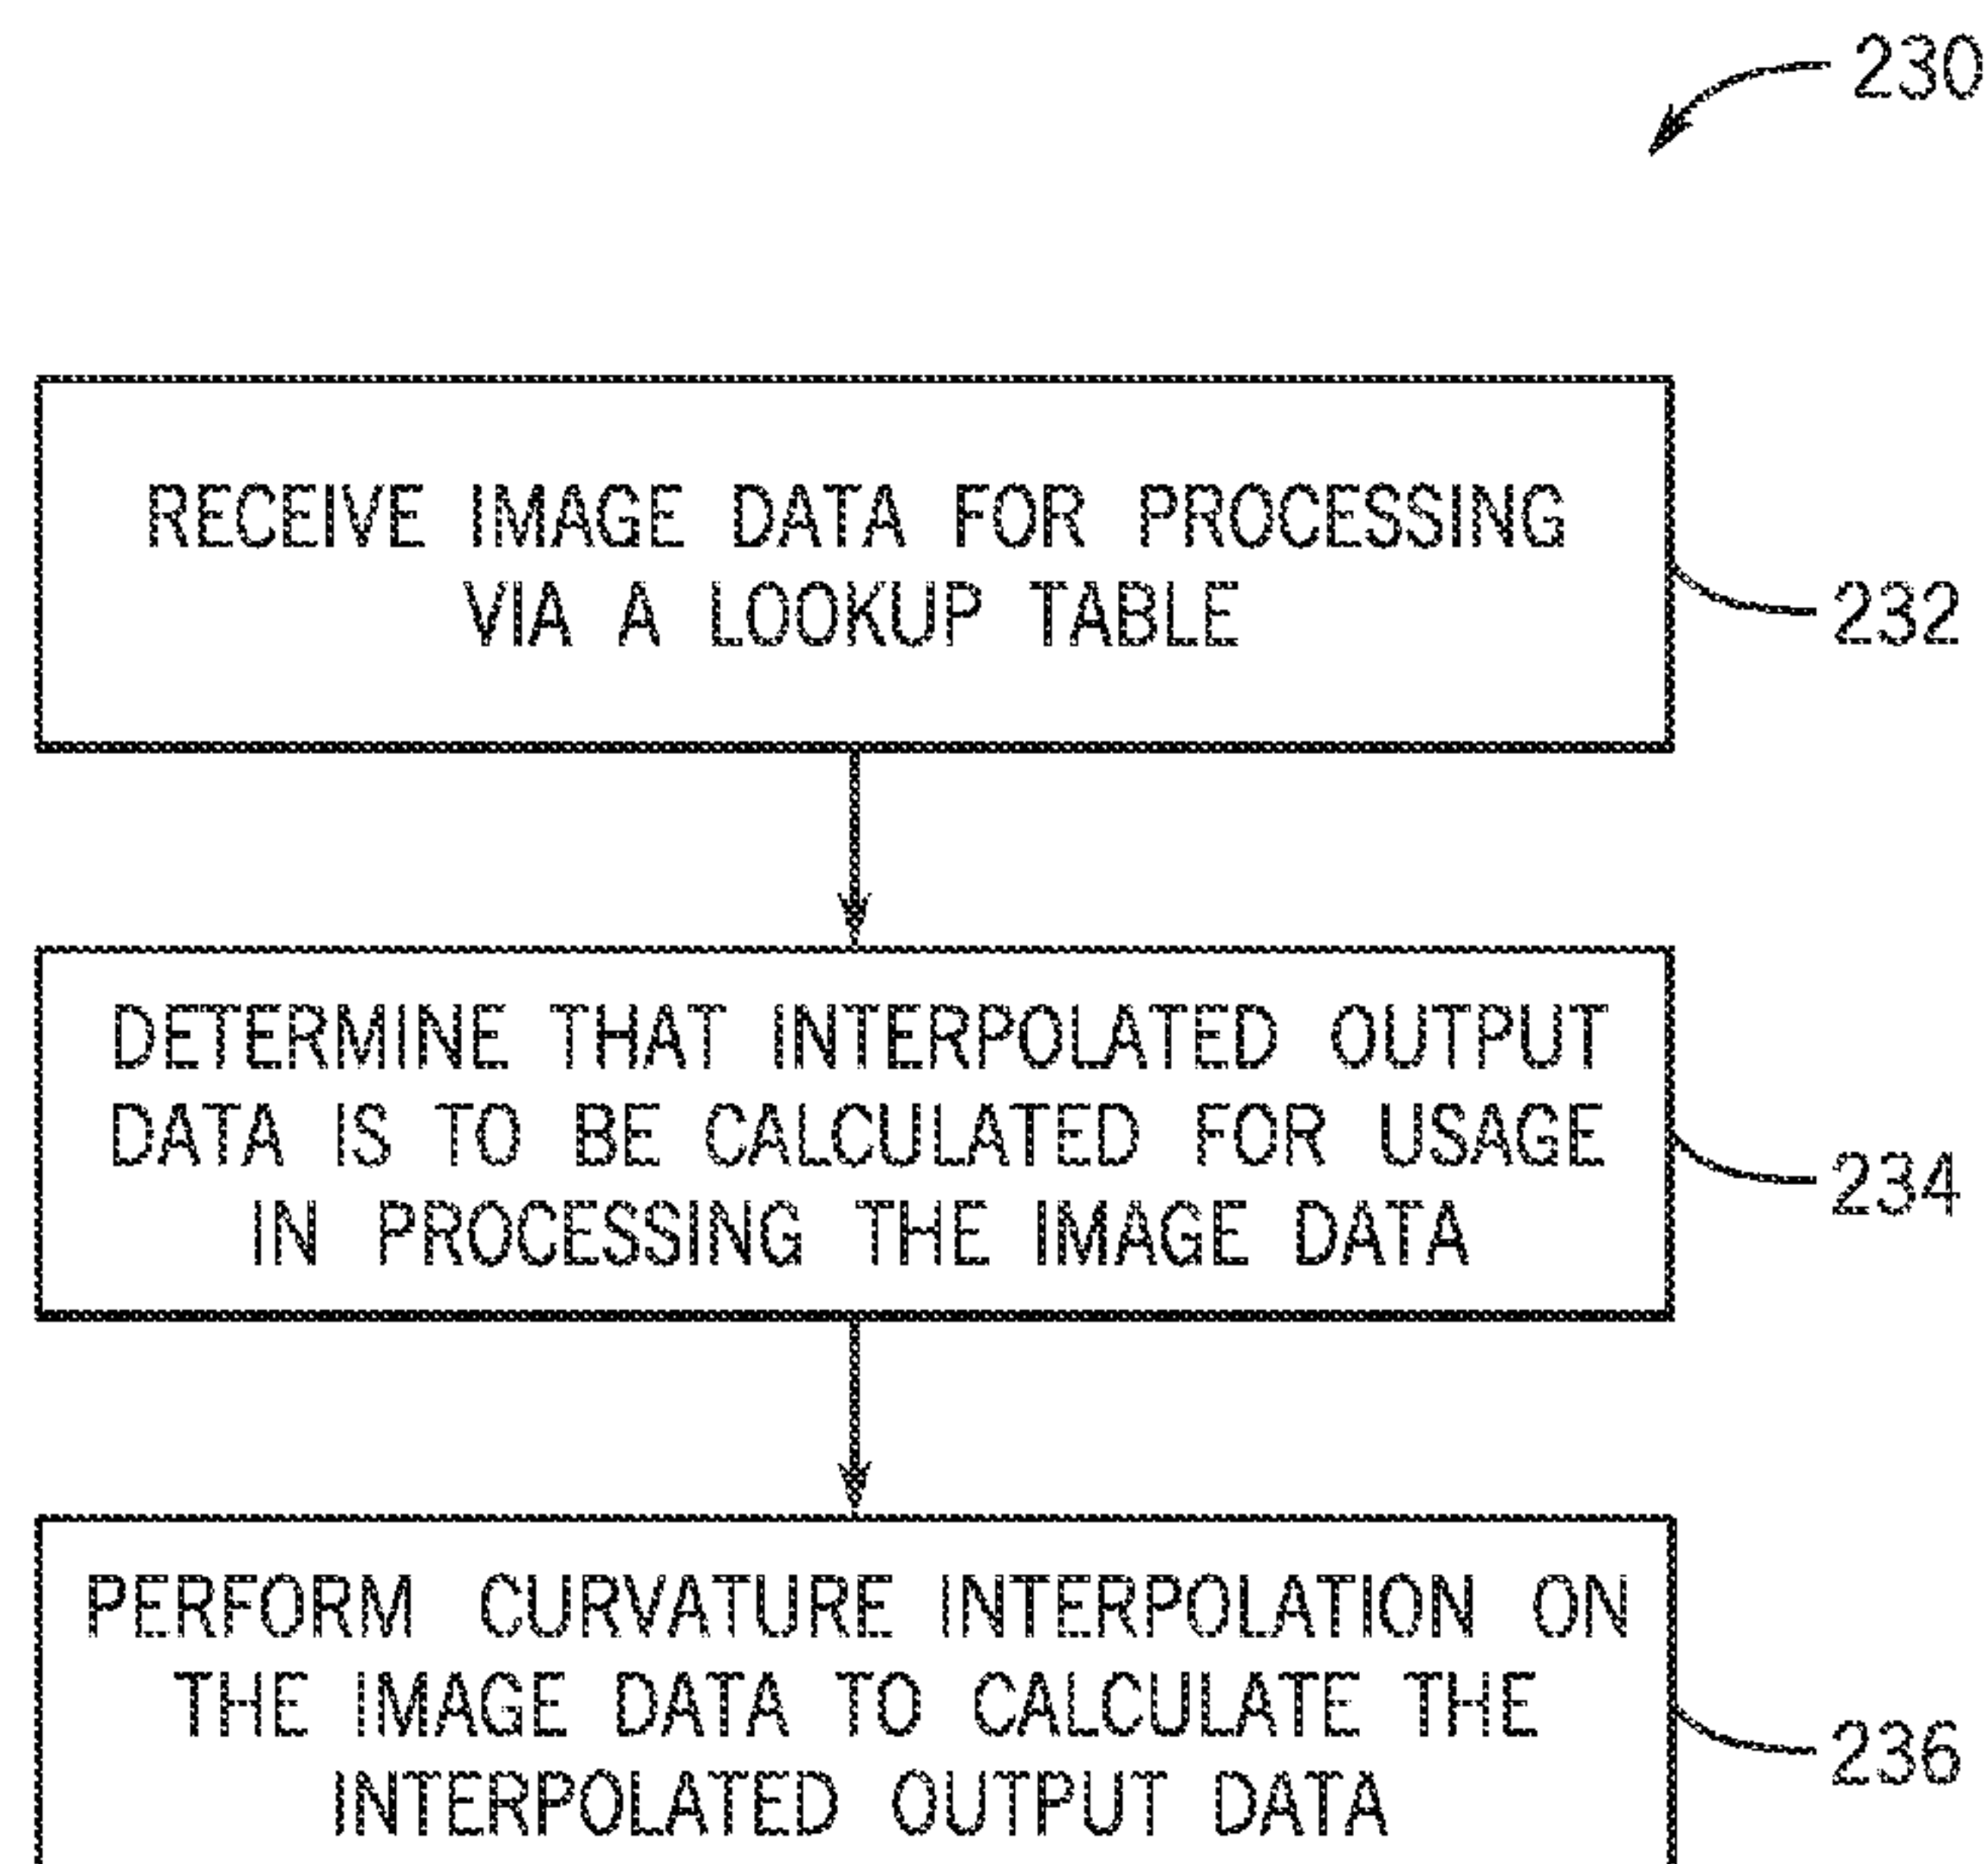 230
RECEIVE IMAGE DATA FOR PROCESSING
VIA A LOOKUP TABLE
232
DETERMINE THAT INTERPOLATED OUTPUT
DATA IS TO BE CALCULATED FOR USAGE
IN PROCESSING THE IMAGE DATA
234
PERFORM CURVATURE INTERPOLATION ON
THE IMAGE DATA TO CALCULATE THE
INTERPOLATED OUTPUT DATA
236